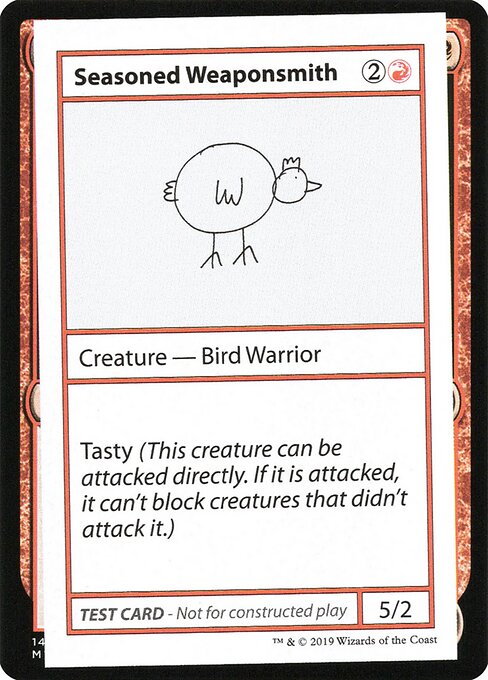 Seasoned Weaponsmith 2
Creature — Bird Warrior
Tasty (This creature can be
attacked directly. If it is attacked,
it can't block creatures that didn't
attack it.)
TEST CARD - Not for constructed play
5/2
14
M
™ & © 2019 Wizards of the Coast